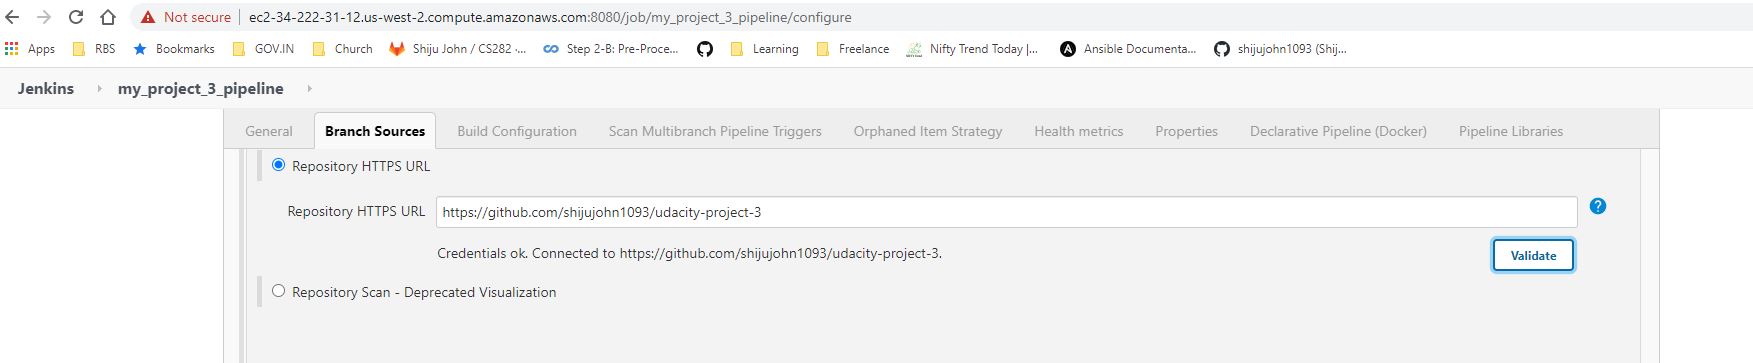 Not secure | ec2-34-222-31-12.us-west-2.compute.amazonaws.com:8080/job/my_project_3_pipeline/configure
Apps RBS Bookmarks GOV.IN Church Shiju John / CS282 ·... Step 2-B: Pre-Proce... Learning Freelance Nifty Trend Today |... Ansible Documenta... shijujohn1093 (Shij...
Jenkins my_project_3_pipeline
General Branch Sources Build Configuration Scan Multibranch Pipeline Triggers Orphaned Item Strategy Health metrics Properties Declarative Pipeline (Docker) Pipeline Libraries
Repository HTTPS URL
Repository HTTPS URL https://github.com/shijujohn1093/udacity-project-3 ?
Credentials ok. Connected to https://github.com/shijujohn1093/udacity-project-3. Validate
Repository Scan - Deprecated Visualization